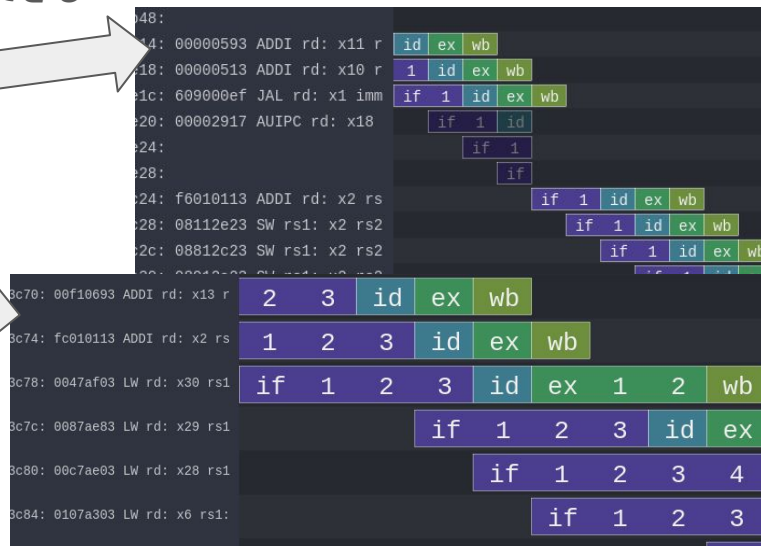 b48:
14: 00000593 ADDI rd: x11 r id ex wb
e18: 00000513 ADDI rd: x10 r 1 id ex wb
e1c: 609000ef JAL rd: x1 imm if 1 id ex wb
e20: 00002917 AUIPC rd: x18 if 1 id
e24: if 1
e28: if
c24: f6010113 ADDI rd: x2 rs if 1 id ex wb
c28: 08112e23 SW rs1: x2 rs2 if 1 id ex wb
c2c: 08812c23 SW rs1: x2 rs2 if 1 id ex wb
3c70: 00f10693 ADDI rd: x13 r 2 3 id ex wb
3c74: fc010113 ADDI rd: x2 rs 1 2 3 id ex wb
3c78: 0047af03 LW rd: x30 rs1 if 1 2 3 id ex 1 2 wb
3c7c: 0087ae83 LW rd: x29 rs1 if 1 2 3 id ex
3c80: 00c7ae03 LW rd: x28 rs1 if 1 2 3 4
3c84: 0107a303 LW rd: x6 rs1: if 1 2 3